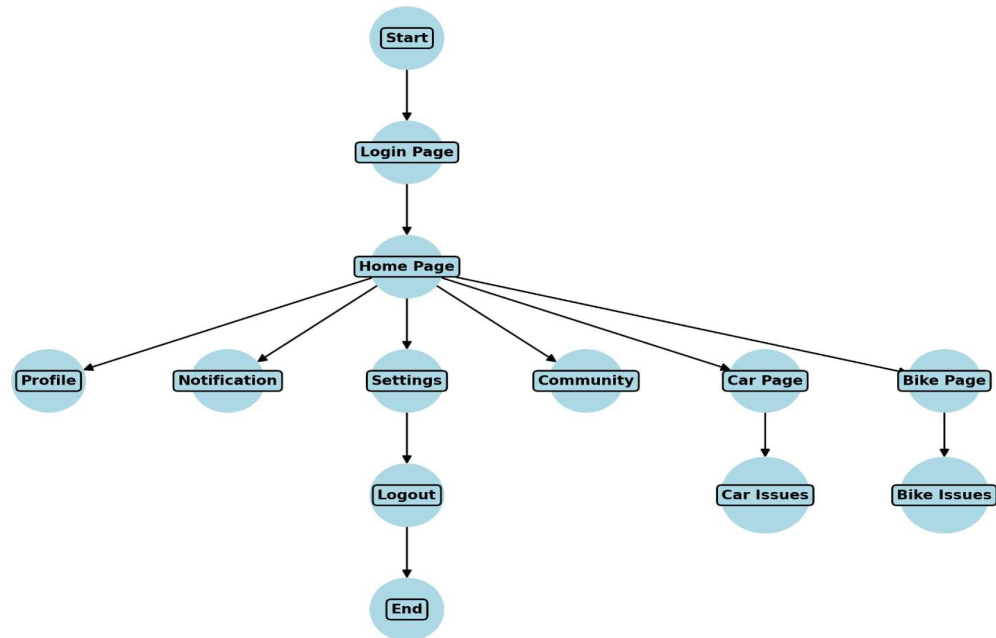 Start
Login Page
Home Page
Profile
Notification
Settings
Community
Car Page
Bike Page
Logout
Car Issues
Bike Issues
End